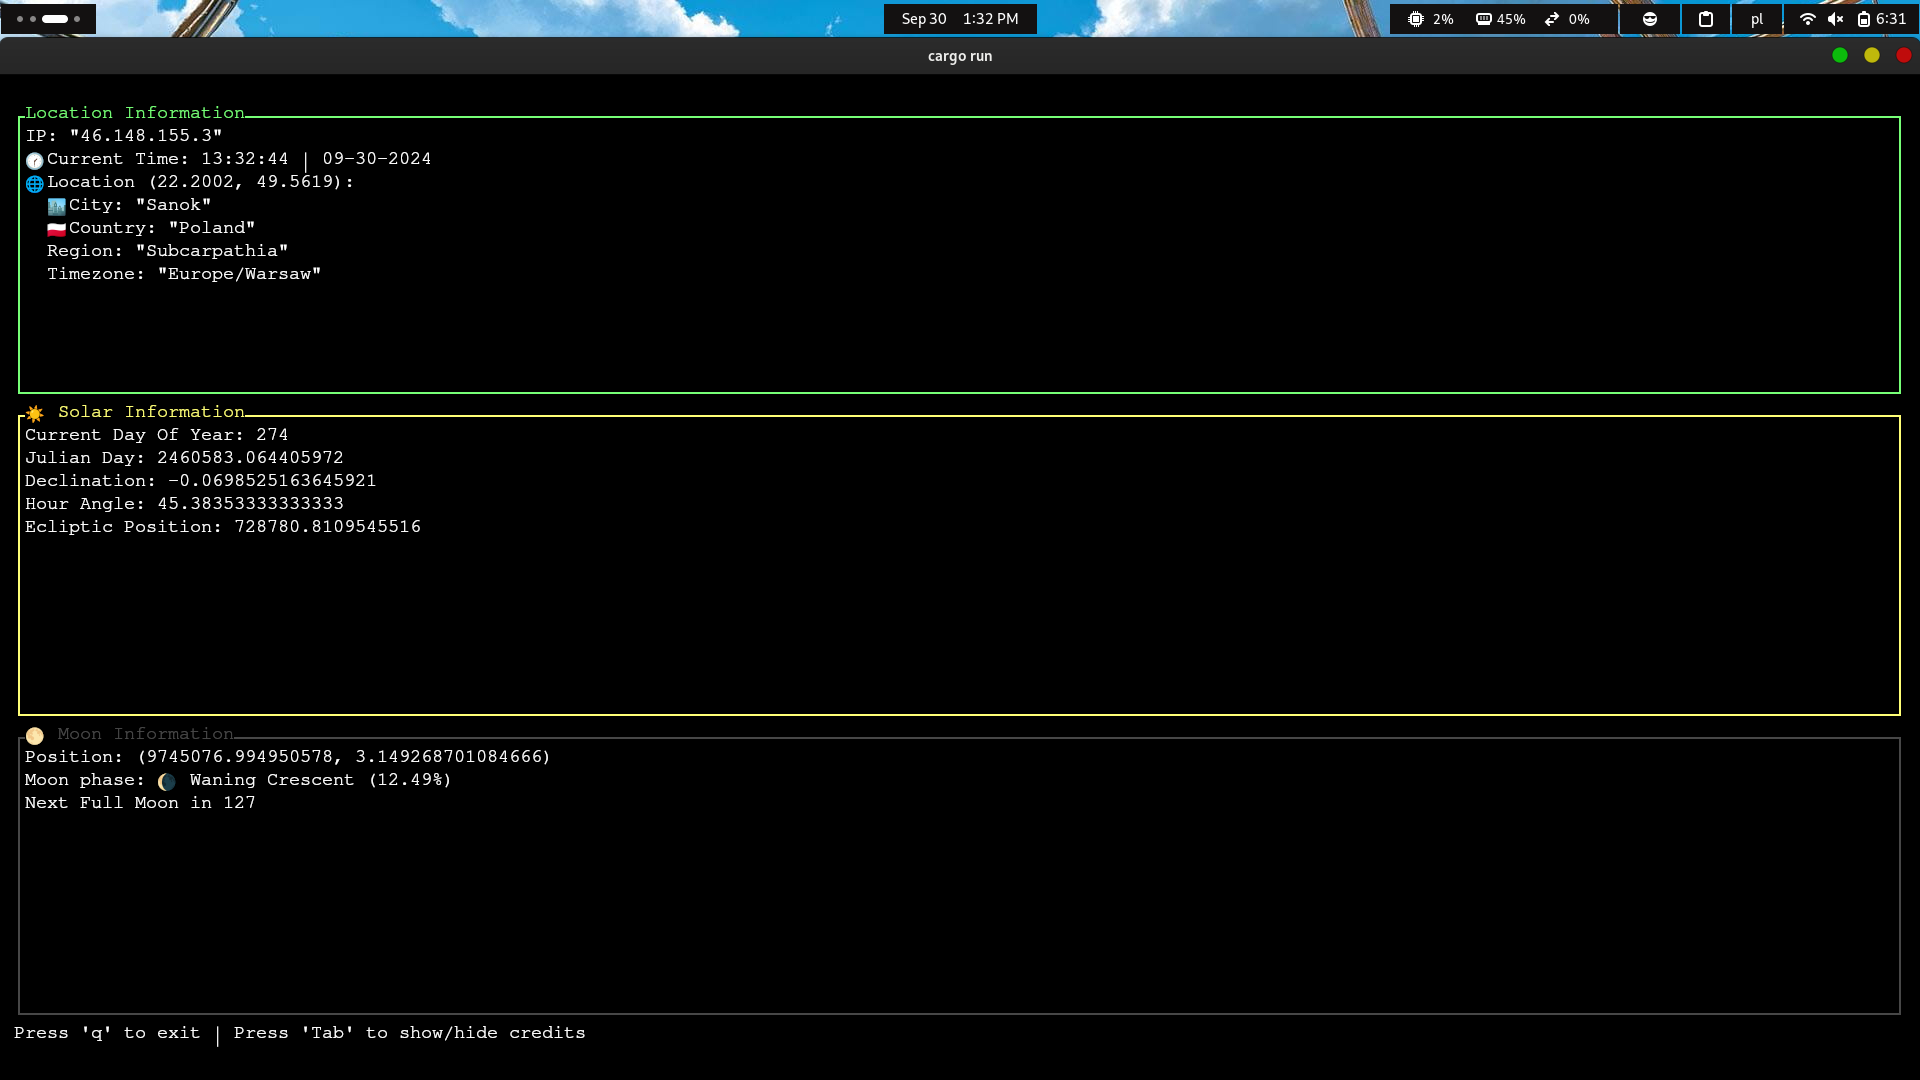 Sep 30 1:32 PM
2% 45% 0% pl 6:31
cargo run
Location Information
IP: "46.148.155.3"
Current Time: 13:32:44 | 09-30-2024
Location (22.2002, 49.5619):
City: "Sanok"
Country: "Poland"
Region: "Subcarpathia"
Timezone: "Europe/Warsaw"
Solar Information
Current Day Of Year: 274
Julian Day: 2460583.064405972
Declination: -0.0698525163645921
Hour Angle: 45.38353333333333
Ecliptic Position: 728780.8109545516
Moon Information
Position: (9745076.994950578, 3.149268701084666)
Moon phase: 🌘 Waning Crescent (12.49%)
Next Full Moon in 127
Press 'q' to exit | Press 'Tab' to show/hide credits